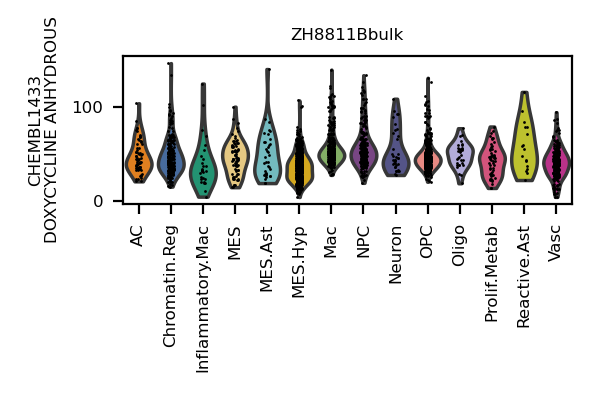 ZH8811Bbulk
CHEMBL1433
DOXYCYCLINE ANHYDROUS
100
0
AC
Chromatin.Reg
Inflammatory.Mac
MES
MES.Ast
MES.Hyp
Mac
NPC
Neuron
OPC
Oligo
Prolif.Metab
Reactive.Ast
Vasc